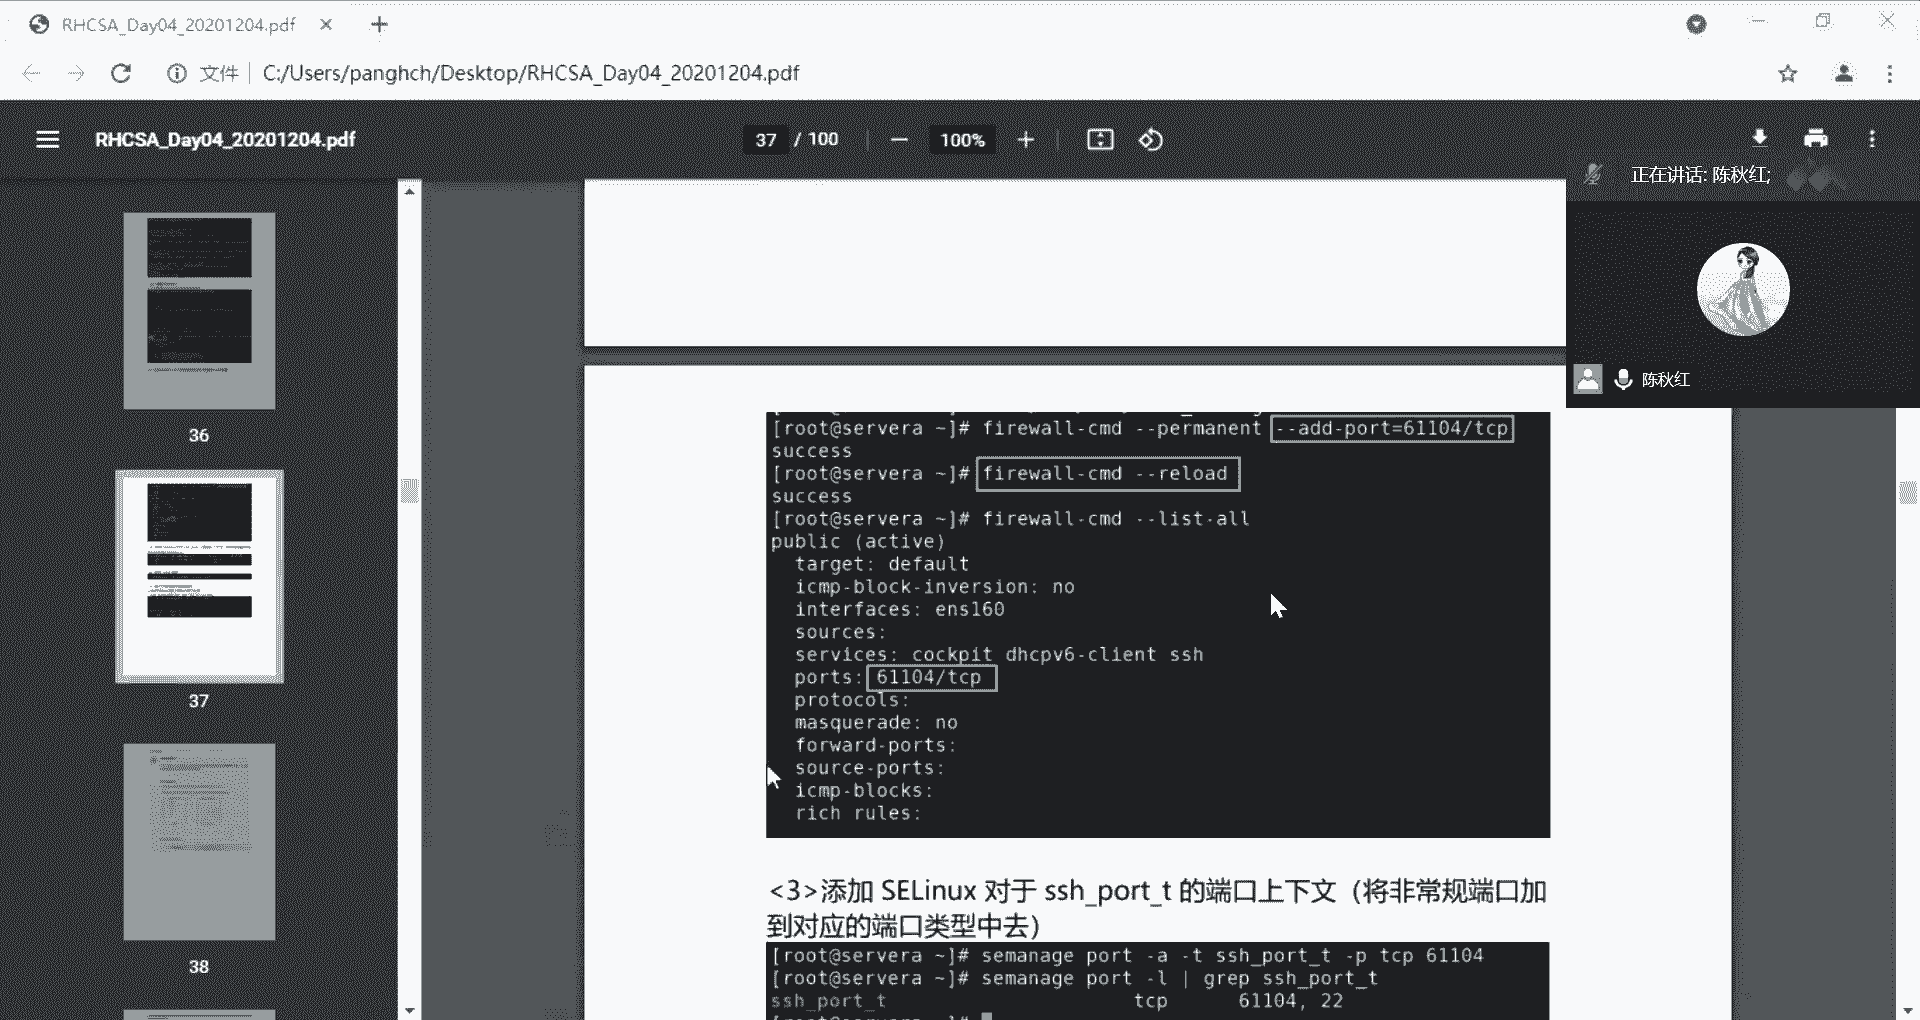 RHCSA_Day04_20201204.pdf
文件
C:/Users/panghch/Desktop/RHCSA_Day04_20201204.pdf
RHCSA_Day04_20201204.pdf
37 / 100
100%
正在讲话: 陈秋红;
陈秋红
36
37
38
[root@servera ~]# firewall-cmd --permanent --add-port=61104/tcp
success
[root@servera ~]# firewall-cmd --reload
success
[root@servera ~]# firewall-cmd --list-all
public (active)
target: default
icmp-block-inversion: no
interfaces: ens160
sources:
services: cockpit dhcpv6-client ssh
ports: 61104/tcp
protocols:
masquerade: no
forward-ports:
source-ports:
icmp-blocks:
rich rules:
<3>添加 SELinux 对于 ssh_port_t 的端口上下文（将非常规端口加
到对应的端口类型中去）
[root@servera ~]# semanage port -a -t ssh_port_t -p tcp 61104
[root@servera ~]# semanage port -l | grep ssh_port_t
ssh_port_t tcp 61104, 22